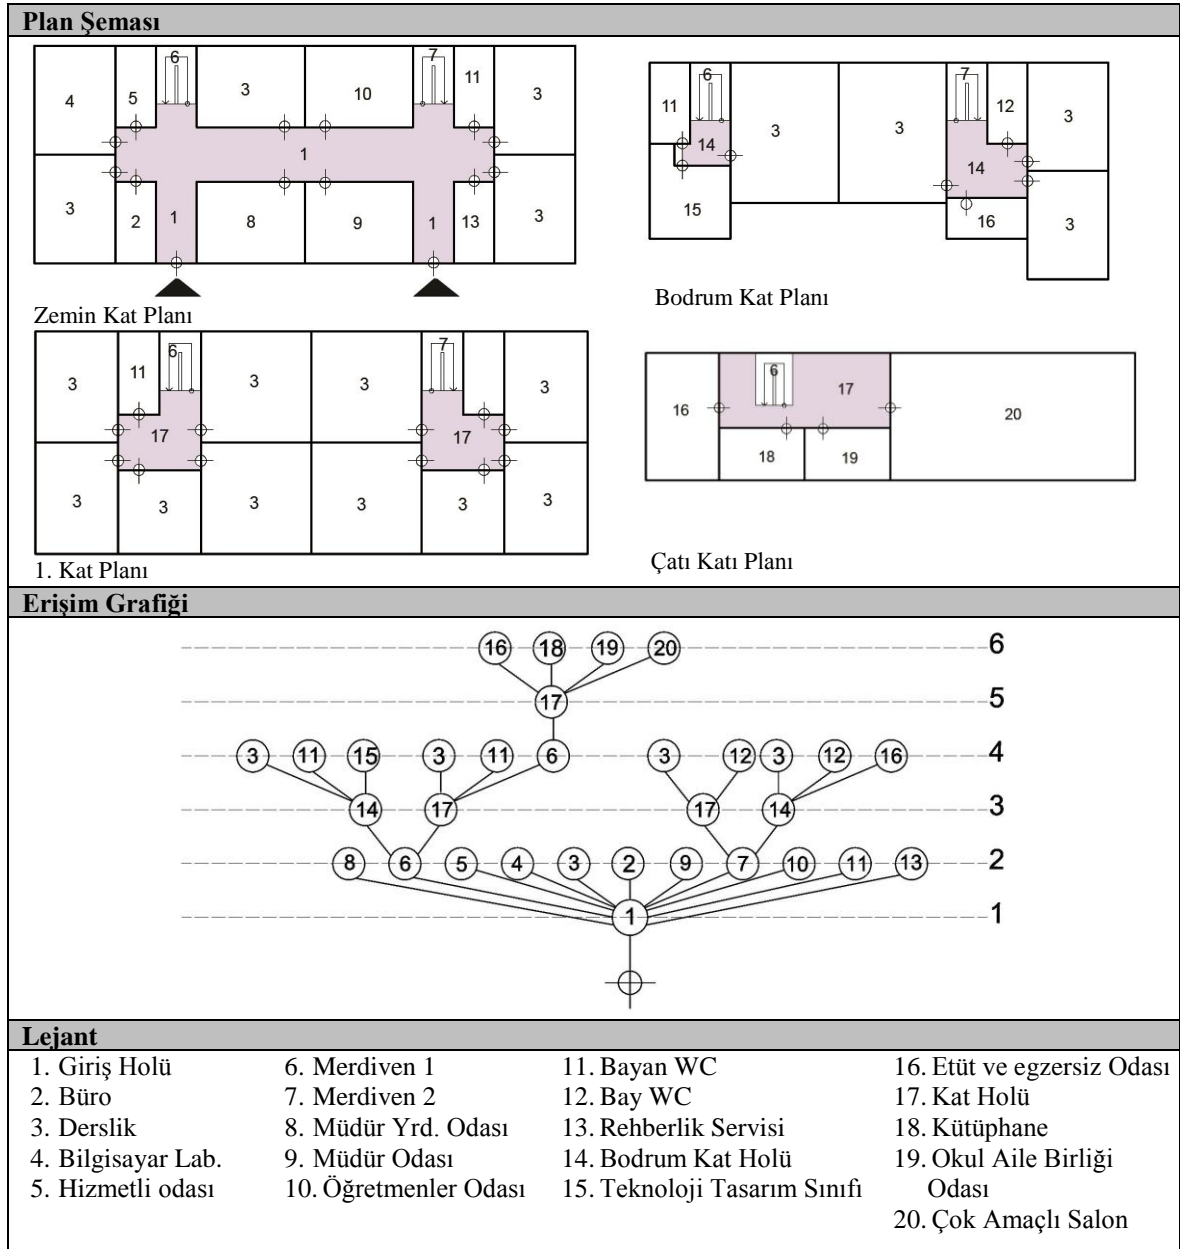 Plan Şeması
6 7
4 5 3 10 11 3
1
3 2 1 8 9 1 13 3
Zemin Kat Planı
6 7
11 3 3 12 3
14 14
15 16 3
Bodrum Kat Planı
6 7
3 11 3 3 3
17 17
3 3 3 3 3 3
1. Kat Planı
6 17
16 20
18 19
Çatı Katı Planı
Erişim Grafiği
16 18 19 20 6
17 5
3 11 15 3 11 6 3 12 3 12 16 4
14 17 17 14 3
8 6 5 4 3 2 9 7 10 11 13 2
1 1
Lejant
1. Giriş Holü
2. Büro
3. Derslik
4. Bilgisayar Lab.
5. Hizmetli odası
6. Merdiven 1
7. Merdiven 2
8. Müdür Yrd. Odası
9. Müdür Odası
10. Öğretmenler Odası
11. Bayan WC
12. Bay WC
13. Rehberlik Servisi
14. Bodrum Kat Holü
15. Teknoloji Tasarım Sınıfı
16. Etüt ve egzersiz Odası
17. Kat Holü
18. Kütüphane
19. Okul Aile Birliği
Odası
20. Çok Amaçlı Salon